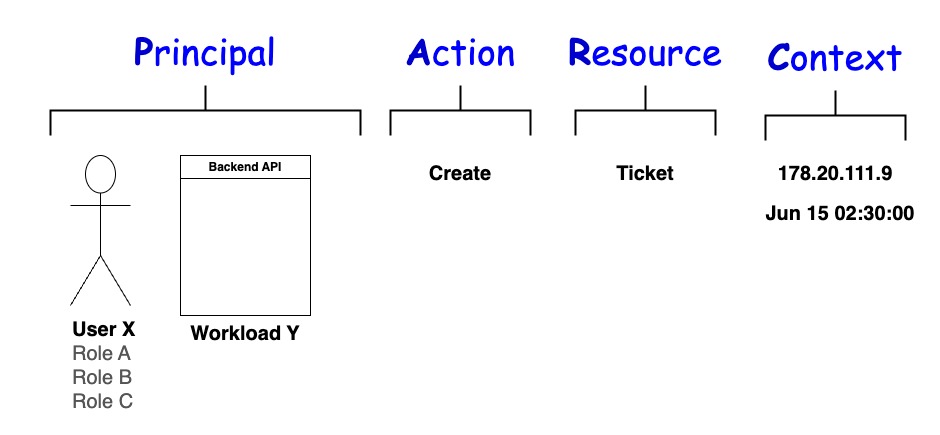 Principal
Action
Resource
Context
Backend API
Create
Ticket
178.20.111.9
Jun 15 02:30:00
User X
Role A
Role B
Role C
Workload Y